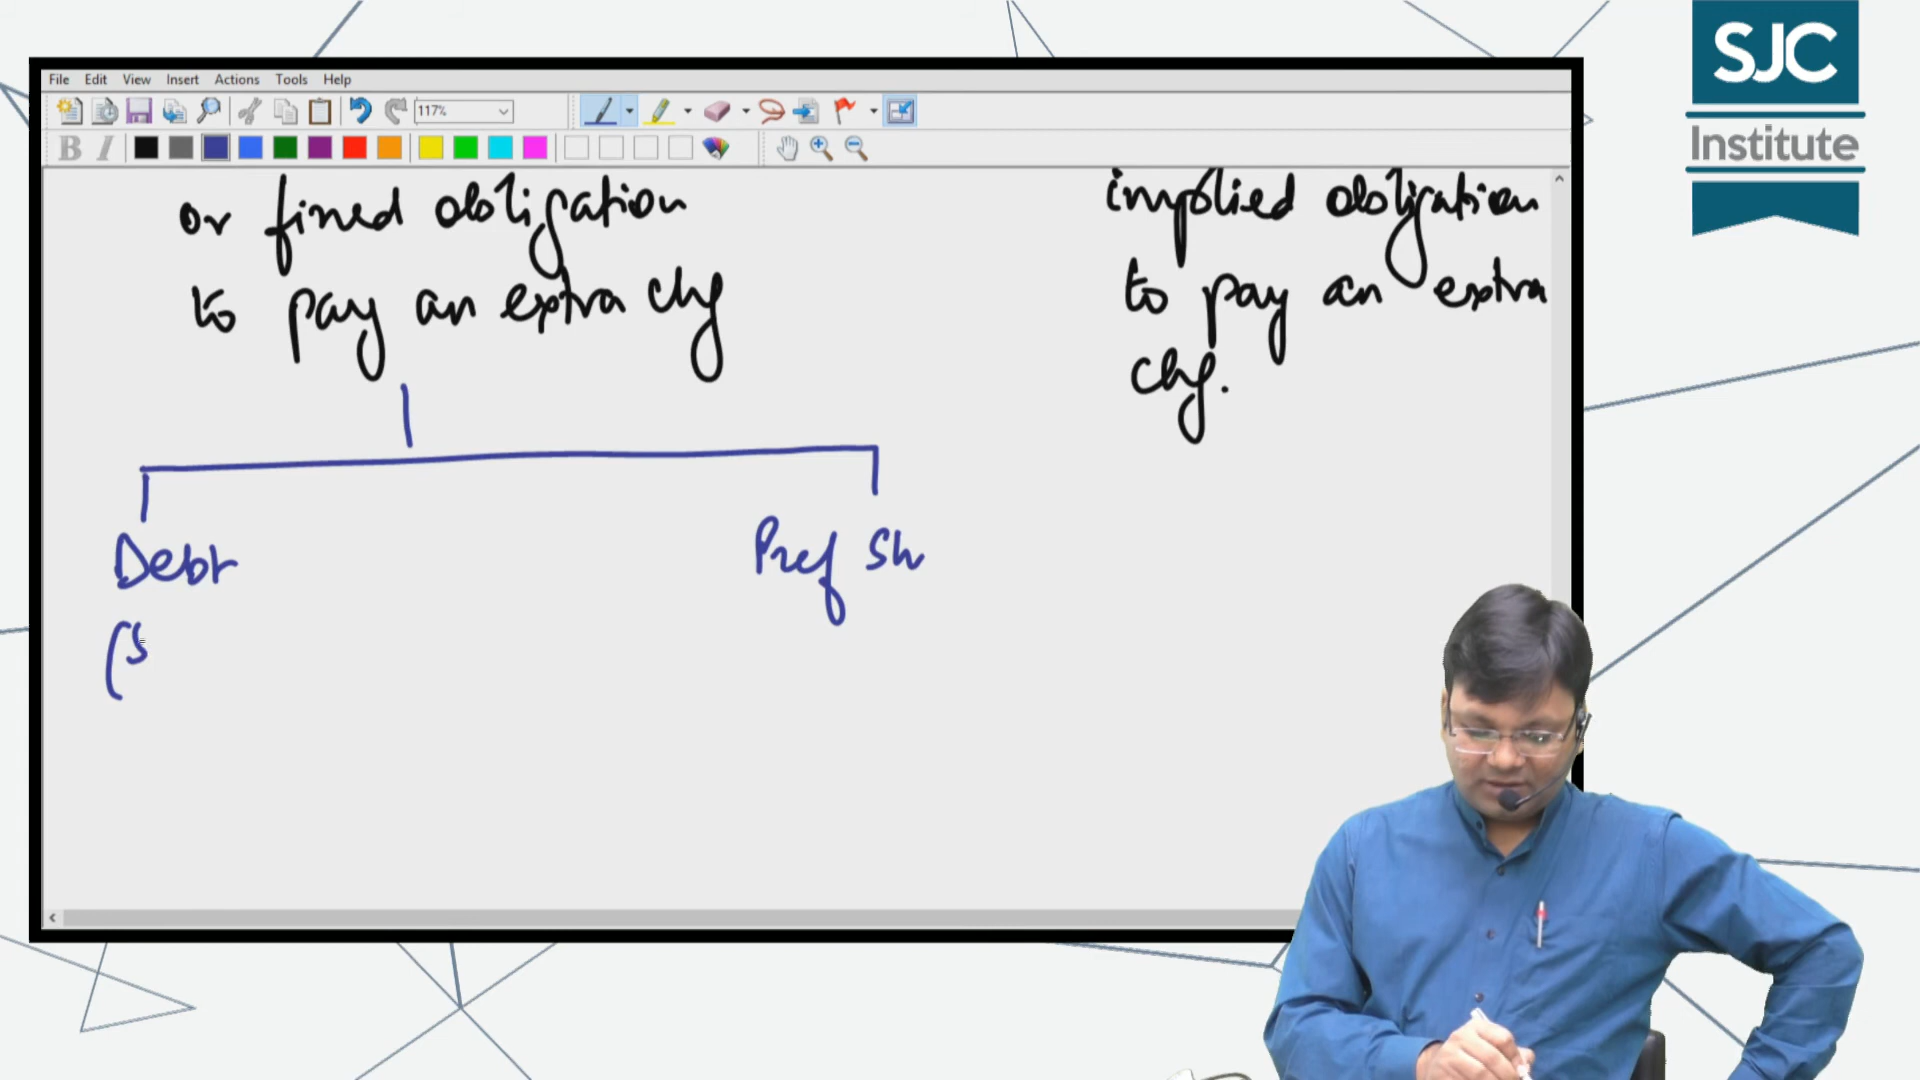 SJC
Institute
File Edit View Insert Actions Tools Help
117%
B I
or fixed obligation
to pay an extra chg
implied obligation
to pay an extra
chg.
Debt
Pref Sh
(s